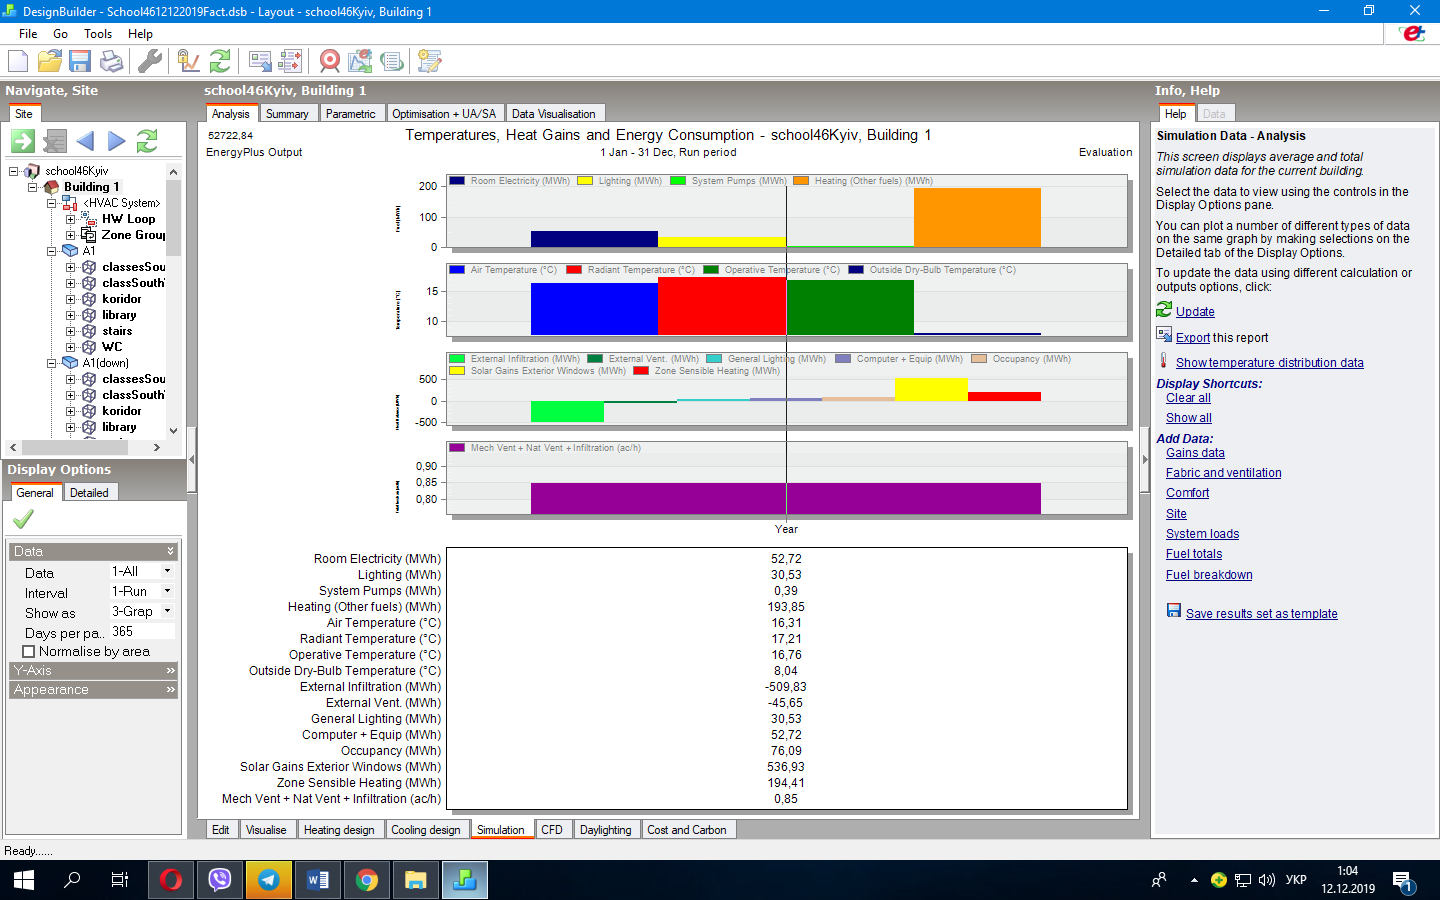 DesignBuilder - School4612122019Fact.dsb - Layout - school46Kyiv, Building 1
File Go Tools Help
Navigate, Site
Site
school46Kyiv
Building 1
<HVAC System>
HW Loop
Zone Group
A1
classesSou
classSouth
koridor
library
stairs
WC
A1(down)
classesSou
classSouth
koridor
library
Display Options
General Detailed
Data
Data 1-All
Interval 1-Run
Show as 3-Grap
Days per pa.. 365
Normalise by area
Y-Axis
Appearance
school46Kyiv, Building 1
Analysis Summary Parametric Optimisation + UA/SA Data Visualisation
52722,84
Temperatures, Heat Gains and Energy Consumption - school46Kyiv, Building 1
EnergyPlus Output 1 Jan - 31 Dec, Run period Evaluation
Room Electricity (MWh) Lighting (MWh) System Pumps (MWh) Heating (Other fuels) (MWh)
200
100
0
Air Temperature (°C) Radiant Temperature (°C) Operative Temperature (°C) Outside Dry-Bulb Temperature (°C)
15
10
External Infiltration (MWh) External Vent. (MWh) General Lighting (MWh) Computer + Equip (MWh) Occupancy (MWh)
Solar Gains Exterior Windows (MWh) Zone Sensible Heating (MWh)
500
0
-500
Mech Vent + Nat Vent + Infiltration (ac/h)
0,90
0,85
0,80
Year
Room Electricity (MWh) 52,72
Lighting (MWh) 30,53
System Pumps (MWh) 0,39
Heating (Other fuels) (MWh) 193,85
Air Temperature (°C) 16,31
Radiant Temperature (°C) 17,21
Operative Temperature (°C) 16,76
Outside Dry-Bulb Temperature (°C) 8,04
External Infiltration (MWh) -509,83
External Vent. (MWh) -45,65
General Lighting (MWh) 30,53
Computer + Equip (MWh) 52,72
Occupancy (MWh) 76,09
Solar Gains Exterior Windows (MWh) 536,93
Zone Sensible Heating (MWh) 194,41
Mech Vent + Nat Vent + Infiltration (ac/h) 0,85
Edit Visualise Heating design Cooling design Simulation CFD Daylighting Cost and Carbon
Info, Help
Help Data
Simulation Data - Analysis
This screen displays average and total
simulation data for the current building.
Select the data to view using the controls in the
Display Options pane.
You can plot a number of different types of data
on the same graph by making selections on the
Detailed tab of the Display Options.
To update the data using different calculation or
outputs options, click:
Update
Export this report
Show temperature distribution data
Display Shortcuts:
Clear all
Show all
Add Data:
Gains data
Fabric and ventilation
Comfort
Site
System loads
Fuel totals
Fuel breakdown
Save results set as template
Ready......
УКР
1:04
12.12.2019
1